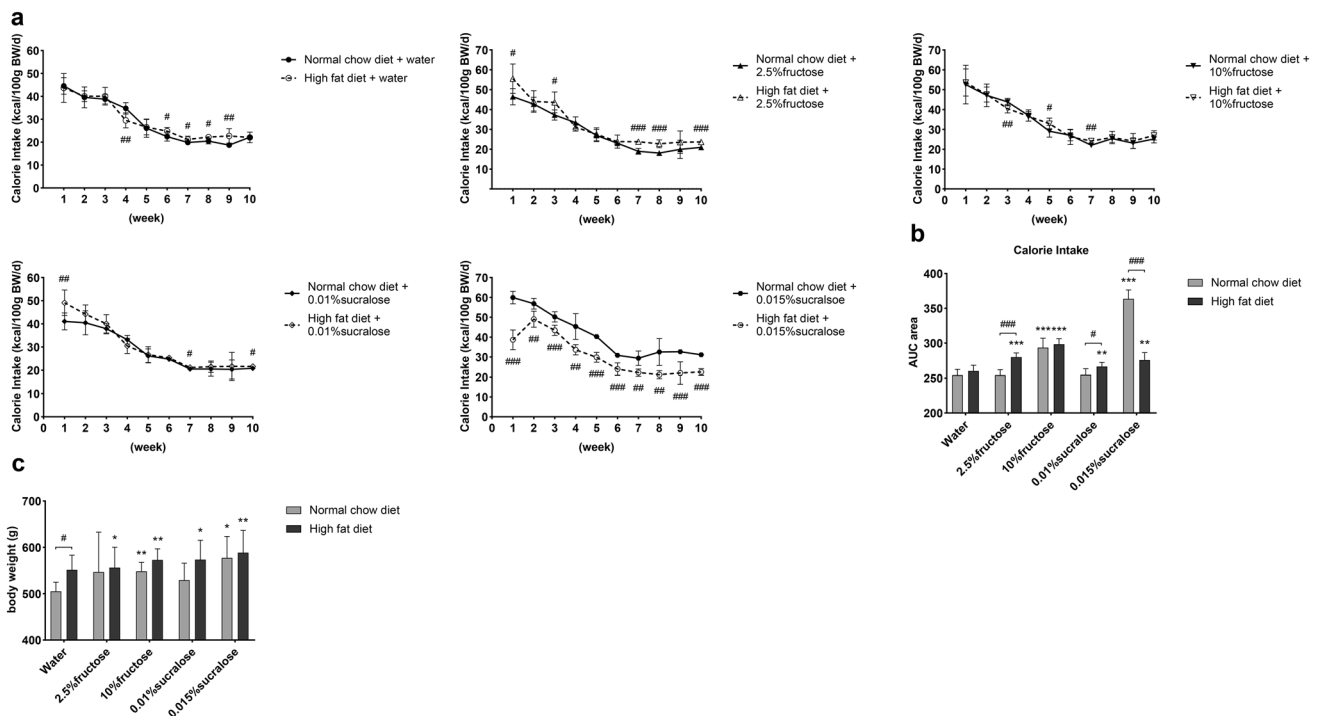 a
Calorie Intake (kcal/100g BW/d)
60
50
40
30
20
10
0
0 1 2 3 4 5 6 7 8 9 10
(week)
## # # # ##
Normal chow diet + water
High fat diet + water
Calorie Intake (kcal/100g BW/d)
70
60
50
40
30
20
10
0 1 2 3 4 5 6 7 8 9 10
(week)
# # ### ### ###
Normal chow diet +
2.5%fructose
High fat diet +
2.5%fructose
Calorie Intake (kcal/100g BW/d)
70
60
50
40
30
20
10
0
0 1 2 3 4 5 6 7 8 9 10
(week)
## # ##
Normal chow diet +
10%fructose
High fat diet +
10%fructose
Calorie Intake (kcal/100g BW/d)
60
50
40
30
20
10
0
0 1 2 3 4 5 6 7 8 9 10
(week)
## # #
Normal chow diet +
0.01%sucralose
High fat diet +
0.01%sucralose
Calorie Intake (kcal/100g BW/d)
70
60
50
40
30
20
10
0
0 1 2 3 4 5 6 7 8 9 10
(week)
### ## ### ## ### ### ## ## ### ###
Normal chow diet +
0.015%sucralsoe
High fat diet +
0.015%sucralose
b
Calorie Intake
AUC area
400
350
300
250
200
###
***
### ****** # **
*** **
Water
2.5%fructose
10%fructose
0.01%sucralose
0.015%sucralose
Normal chow diet
High fat diet
c
body weight (g)
700
600
500
400
# * ** ** * * **
Water
2.5%fructose
10%fructose
0.01%sucralose
0.015%sucralose
Normal chow diet
High fat diet